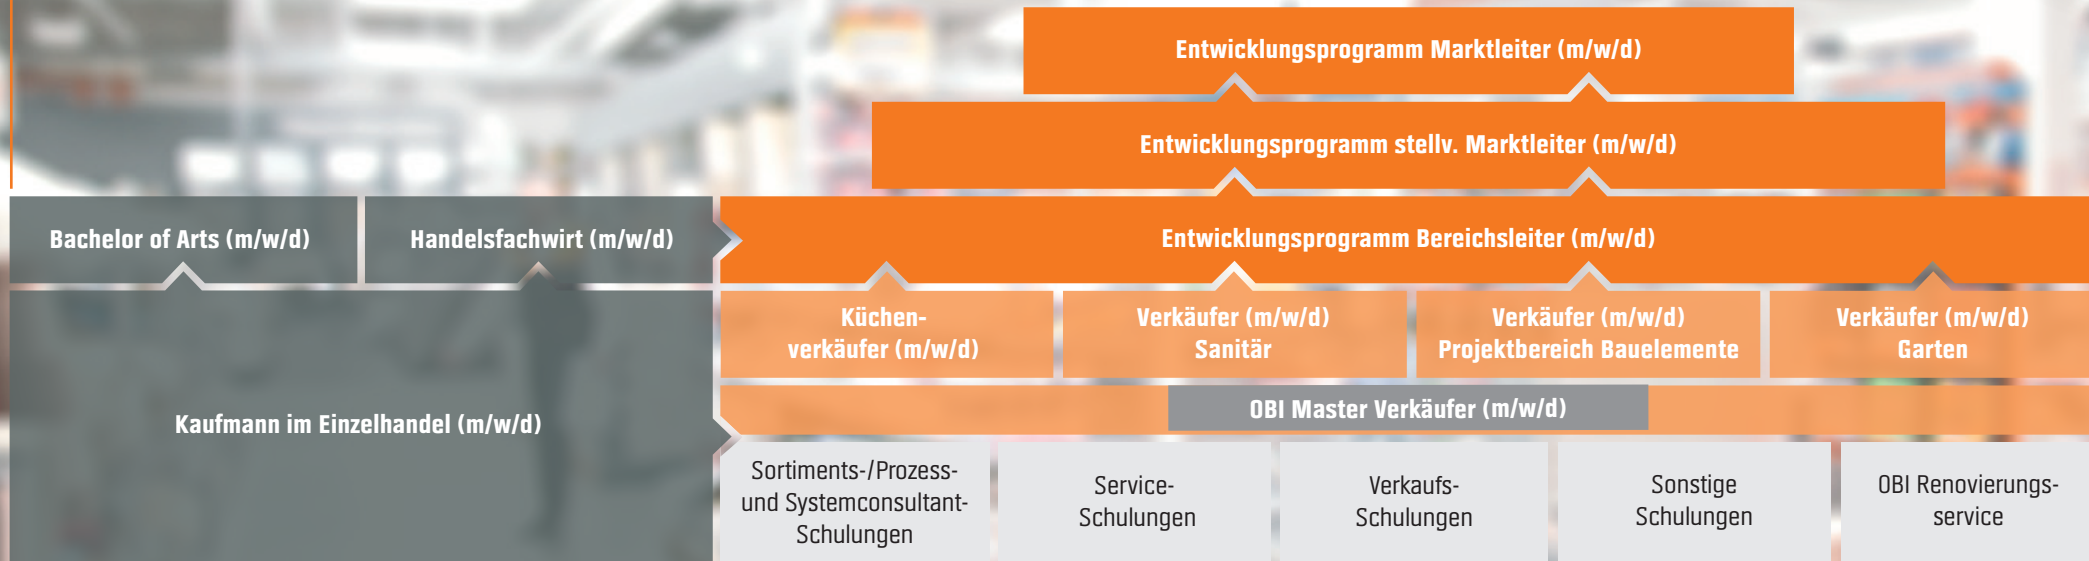 Entwicklungsprogramm Marktleiter (m/w/d)
Entwicklungsprogramm stellv. Marktleiter (m/w/d)
Bachelor of Arts (m/w/d)
Handelsfachwirt (m/w/d)
Entwicklungsprogramm Bereichsleiter (m/w/d)
Küchen-
verkäufer (m/w/d)
Verkäufer (m/w/d)
Sanitär
Verkäufer (m/w/d)
Projektbereich Bauelemente
Verkäufer (m/w/d)
Garten
Kaufmann im Einzelhandel (m/w/d)
OBI Master Verkäufer (m/w/d)
Sortiments-/Prozess-
und Systemconsultant-
Schulungen
Service-
Schulungen
Verkaufs-
Schulungen
Sonstige
Schulungen
OBI Renovierungs-
service